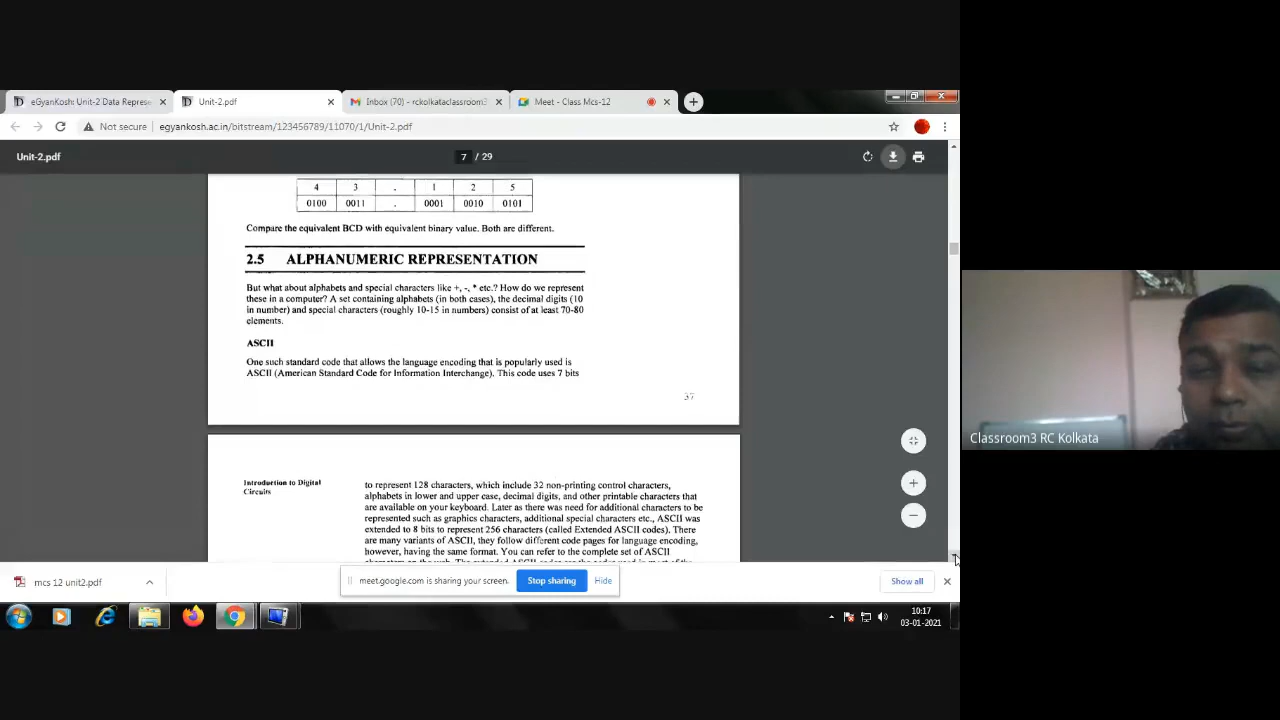 eGyanKosh: Unit-2 Data Represe
Unit-2.pdf
Inbox (70) - rckolkataclassroom3
Meet - Class Mcs-12
Not secure
egyankosh.ac.in/bitstream/123456789/11070/1/Unit-2.pdf
Unit-2.pdf
7 / 29
4 3 . 1 2 5
0100 0011 . 0001 0010 0101
Compare the equivalent BCD with equivalent binary value. Both are different.
2.5 ALPHANUMERIC REPRESENTATION
But what about alphabets and special characters like +, -, * etc.? How do we represent
these in a computer? A set containing alphabets (in both cases), the decimal digits (10
in number) and special characters (roughly 10-15 in numbers) consist of at least 70-80
elements.
ASCII
One such standard code that allows the language encoding that is popularly used is
ASCII (American Standard Code for Information Interchange). This code uses 7 bits
37
Introduction to Digital
Circuits
to represent 128 characters, which include 32 non-printing control characters,
alphabets in lower and upper case, decimal digits, and other printable characters that
are available on your keyboard. Later as there was need for additional characters to be
represented such as graphics characters, additional special characters etc., ASCII was
extended to 8 bits to represent 256 characters (called Extended ASCII codes). There
are many variants of ASCII, they follow different code pages for language encoding,
however, having the same format. You can refer to the complete set of ASCII
Classroom3 RC Kolkata
mcs 12 unit2.pdf
meet.google.com is sharing your screen.
Stop sharing
Hide
Show all
10:17
03-01-2021